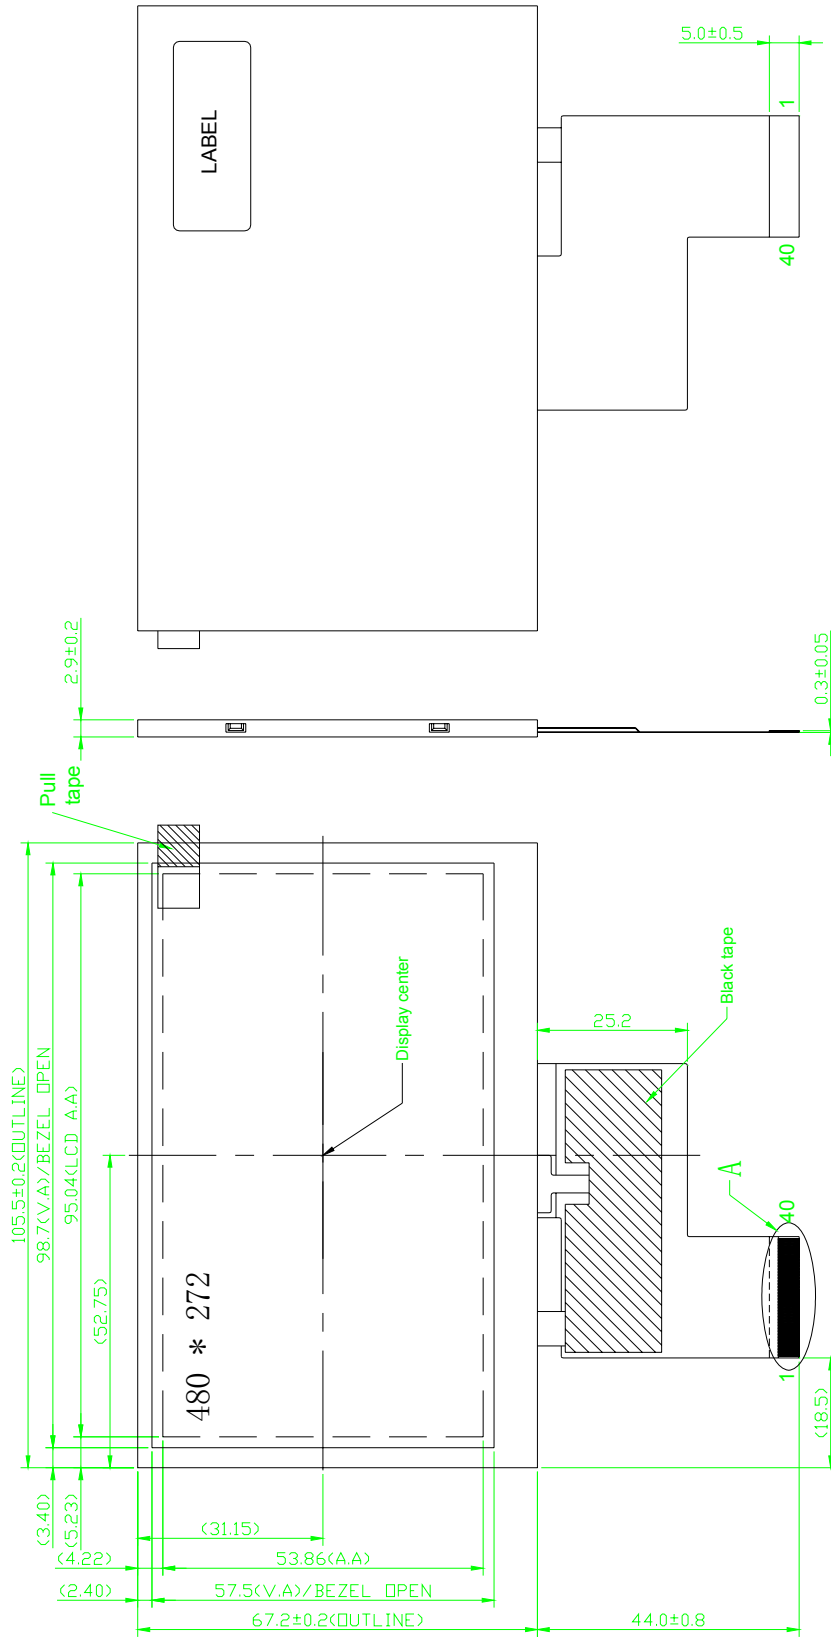 5.0±0.5
1
LABEL
40
2.9±0.2
0.3±0.05
Pull
tape
Display center
Black tape
25.2
A
40
1
105.5±0.2(OUTLINE)
98.7(V.A)/BEZEL OPEN
95.04(LCD A.A)
(52.75)
480 * 272
(18.5)
(3.40)
(5.23)
(31.15)
(4.22)
53.86(A.A)
(2.40)
57.5(V.A)/BEZEL OPEN
67.2±0.2(OUTLINE)
44.0±0.8